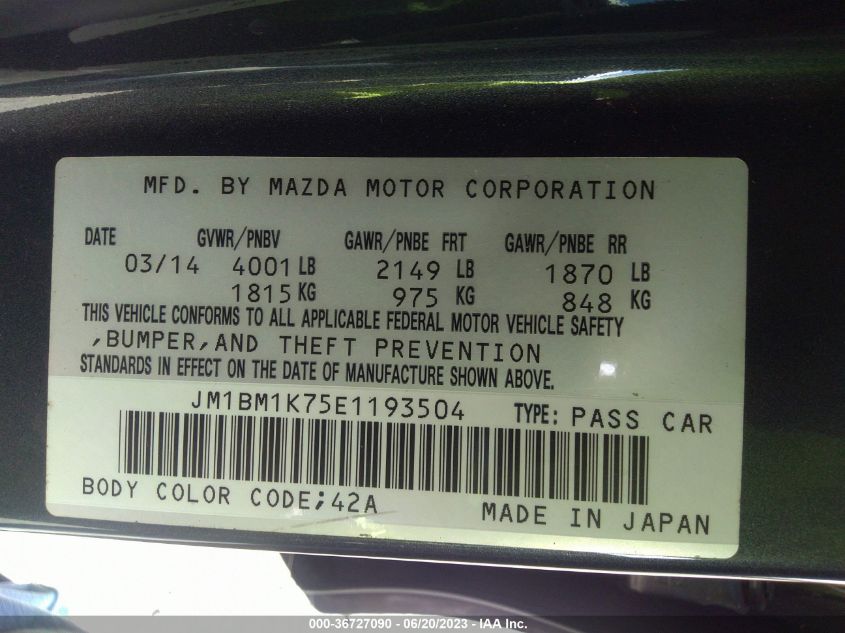 MFD. BY MAZDA MOTOR CORPORATION
DATE GVWR/PNBV GAWR/PNBE FRT GAWR/PNBE RR
03/14 4001 LB 2149 LB 1870 LB
1815 KG 975 KG 848 KG
THIS VEHICLE CONFORMS TO ALL APPLICABLE FEDERAL MOTOR VEHICLE SAFETY
,BUMPER,AND THEFT PREVENTION
STANDARDS IN EFFECT ON THE DATE OF MANUFACTURE SHOWN ABOVE.
JM1BM1K75E1193504 TYPE: PASS CAR
BODY COLOR CODE;42A
MADE IN JAPAN
000-36727090 - 06/20/2023 - IAA Inc.